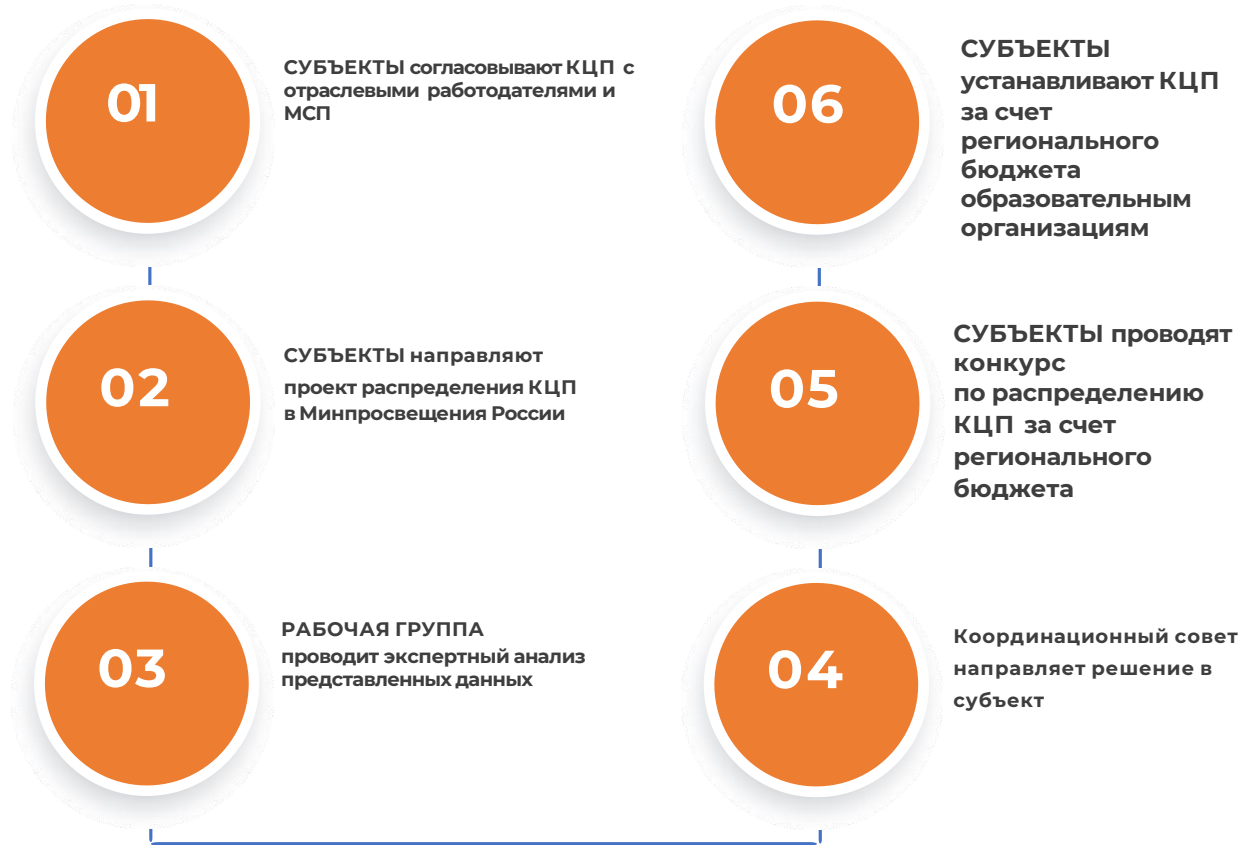 01
СУБЪЕКТЫ согласовывают КЦП с
отраслевыми работодателями и
МСП
02
СУБЪЕКТЫ направляют
проект распределения КЦП
в Минпросвещения России
03
РАБОЧАЯ ГРУППА
проводит экспертный анализ
представленных данных
04
Координационный совет
направляет решение в
субъект
05
СУБЪЕКТЫ проводят
конкурс
по распределению
КЦП за счет
регионального
бюджета
06
СУБЪЕКТЫ
устанавливают КЦП
за счет
регионального
бюджета
образовательным
организациям